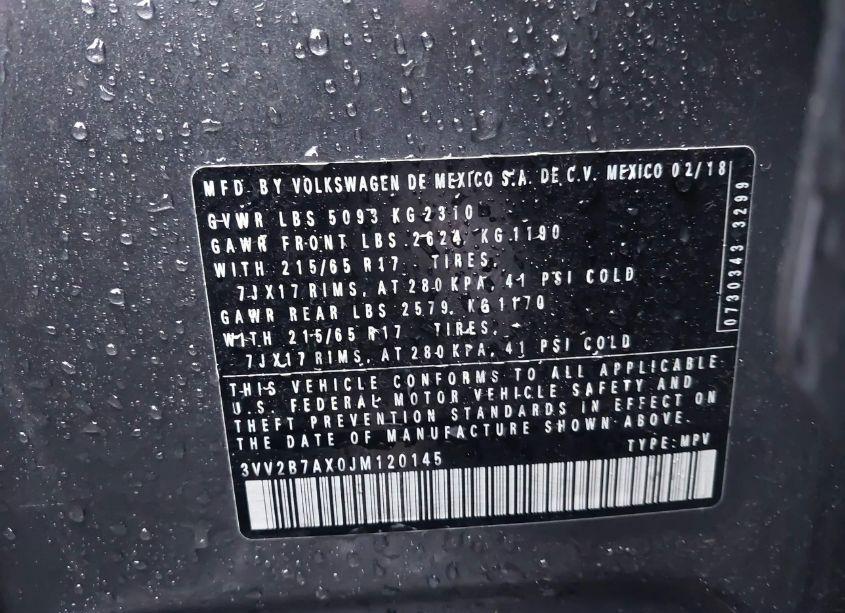 MFD. BY VOLKSWAGEN DE MEXICO S.A. DE C.V. MEXICO 02/18
GVWR LBS 5093 KG 2310
GAWR FRONT LBS 2624. KG 1190
WITH 215/65 R17 TIRES,
7JX17 RIMS, AT 280 KPA, 41 PSI COLD
GAWR REAR LBS 2579. KG 1170
WITH 215/65 R17 TIRES,
7JX17 RIMS, AT 280 KPA, 41 PSI COLD
0730343 3299
THIS VEHICLE CONFORMS TO ALL APPLICABLE
U.S. FEDERAL MOTOR VEHICLE SAFETY AND
THEFT PREVENTION STANDARDS IN EFFECT ON
THE DATE OF MANUFACTURE SHOWN ABOVE.
TYPE: MPV
3VV2B7AX0JM120145